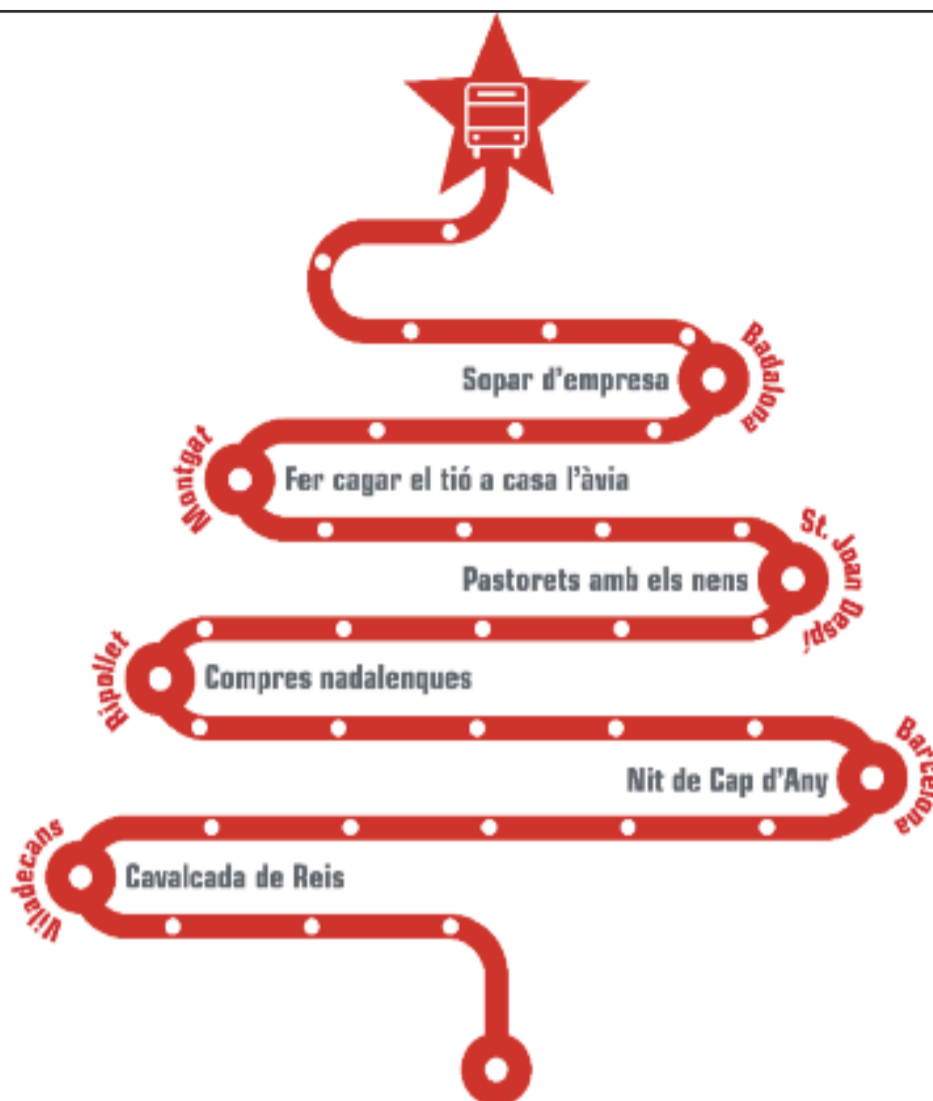 Badalona
Sopar d'empresa
Montgat
Fer cagar el tió a casa l'àvia
St. Joan Despí
Pastorets amb els nens
Ripollet
Compres nadalenques
Barcelona
Nit de Cap d'Any
Viladecans
Cavalcada de Reis